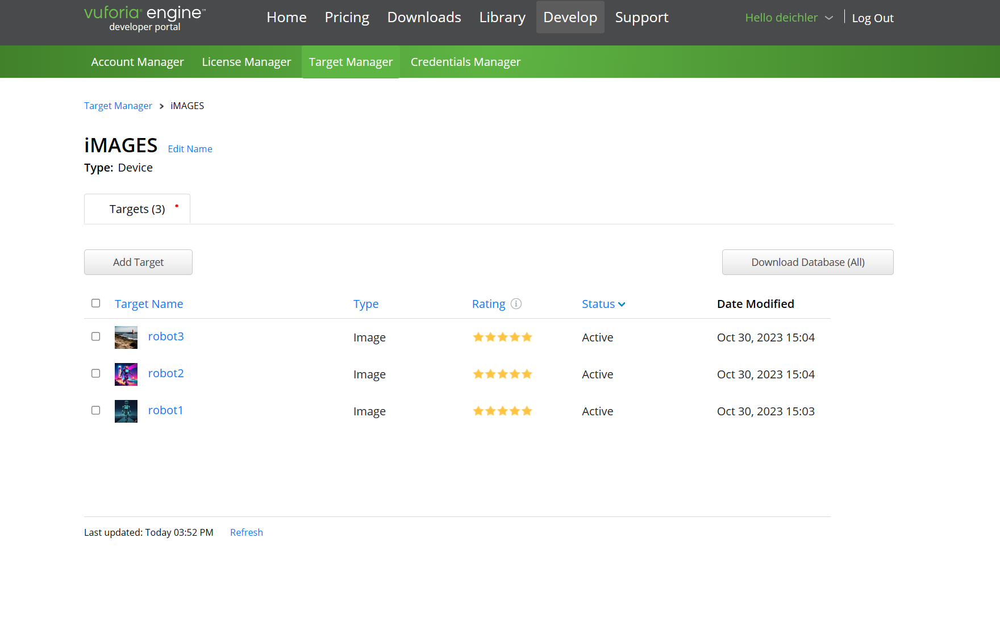 vuforia® engine™
developer portal
Home Pricing Downloads Library Develop Support
Hello deichler Log Out
Account Manager License Manager Target Manager Credentials Manager
Target Manager > iMAGES
iMAGES Edit Name
Type: Device
Targets (3)
Add Target Download Database (All)
Target Name Type Rating Status Date Modified
robot3 Image Active Oct 30, 2023 15:04
robot2 Image Active Oct 30, 2023 15:04
robot1 Image Active Oct 30, 2023 15:03
Last updated: Today 03:52 PM Refresh